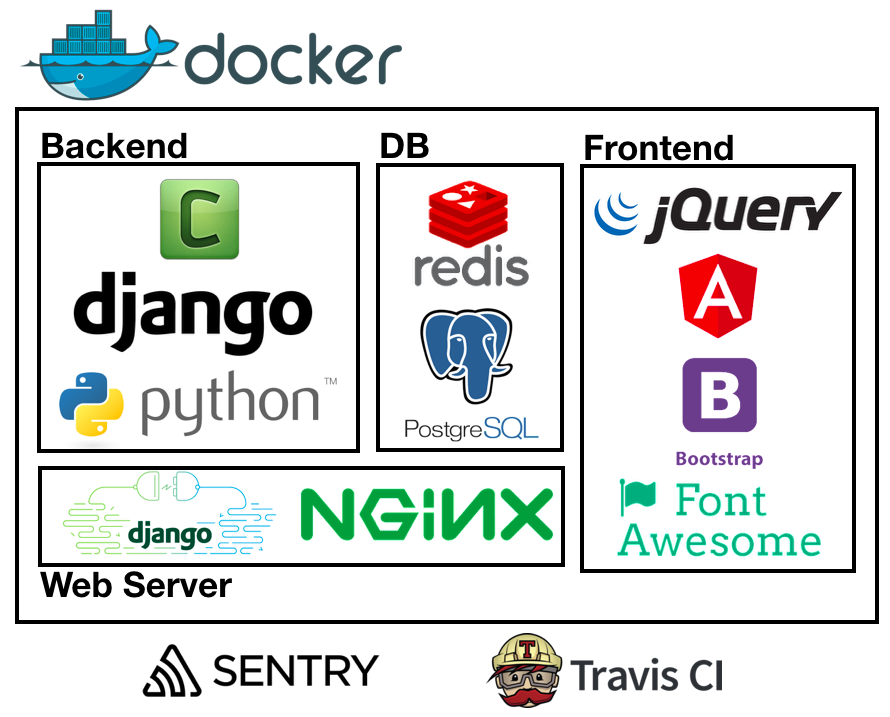 docker
Backend
C
django
python™
DB
redis
PostgreSQL
Frontend
jQuery
A
B
Bootstrap
Font
Awesome
django
NGiNX
Web Server
SENTRY
T
Travis CI